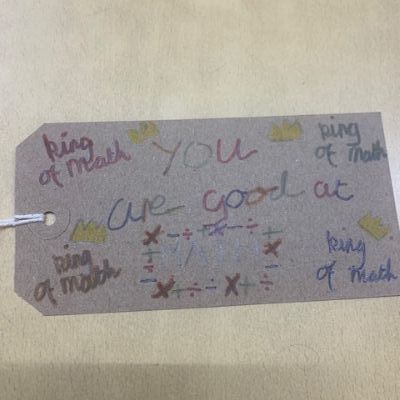 king
of math
YOU
king
of math
are good at
king
of math
king
of math